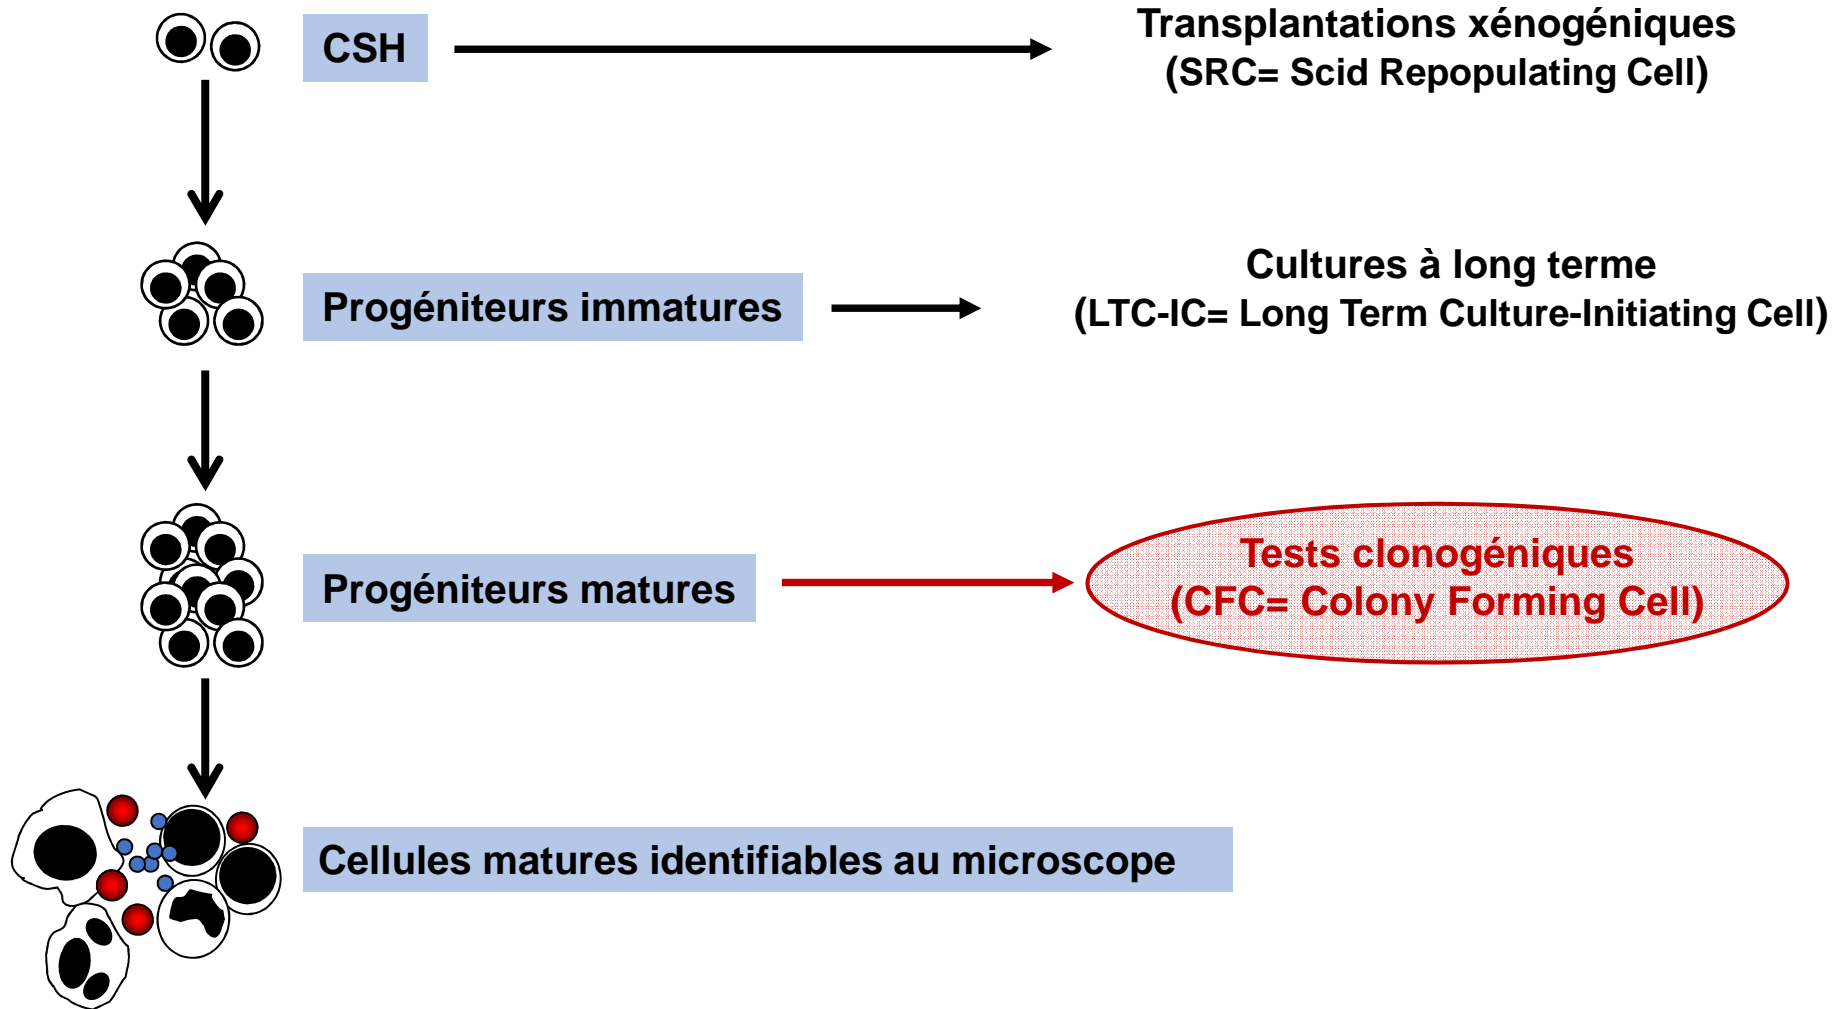 CSH
Transplantations xénogéniques
(SRC= Scid Repopulating Cell)
Progéniteurs immatures
Cultures à long terme
(LTC-IC= Long Term Culture-Initiating Cell)
Progéniteurs matures
Tests clonogéniques
(CFC= Colony Forming Cell)
Cellules matures identifiables au microscope